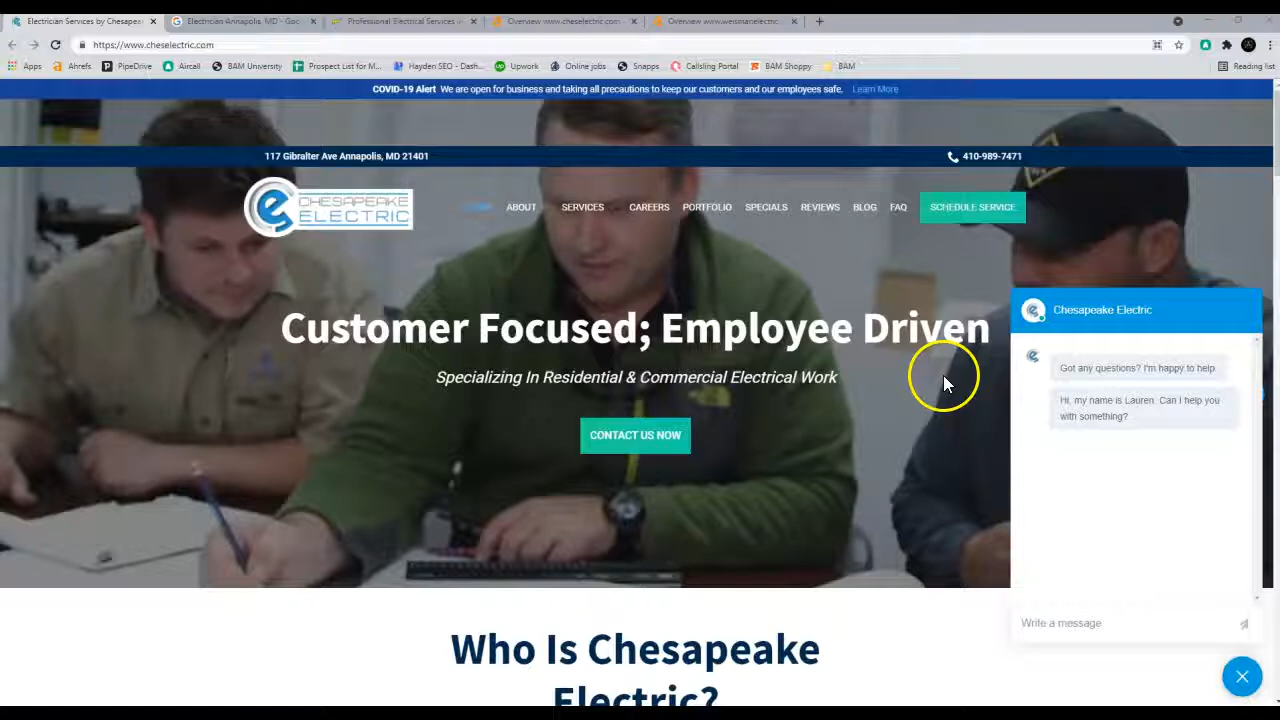 Electrician Services by Chesapea
Electrician Annapolis, MD - Goo
Professional Electrical Services i
Overview www.cheselectric.com -
Overview www.weismanelectric
https://www.cheselectric.com
Apps
Ahrefs
PipeDrive
Aircall
BAM University
Prospect List for M...
Hayden SEO - Dash...
Upwork
Online jobs
Snapps
CallSling Portal
BAM Shoppy
BAM
Reading list
COVID-19 Alert We are open for business and taking all precautions to keep our customers and our employees safe. Learn More
117 Gibralter Ave Annapolis, MD 21401
410-989-7471
CHESAPEAKE
ELECTRIC
ABOUT
SERVICES
CAREERS
PORTFOLIO
SPECIALS
REVIEWS
BLOG
FAQ
SCHEDULE SERVICE
Customer Focused; Employee Driven
Specializing In Residential & Commercial Electrical Work
CONTACT US NOW
Chesapeake Electric
Got any questions? I'm happy to help.
Hi, my name is Lauren. Can I help you
with something?
Write a message
Who Is Chesapeake
Electric?